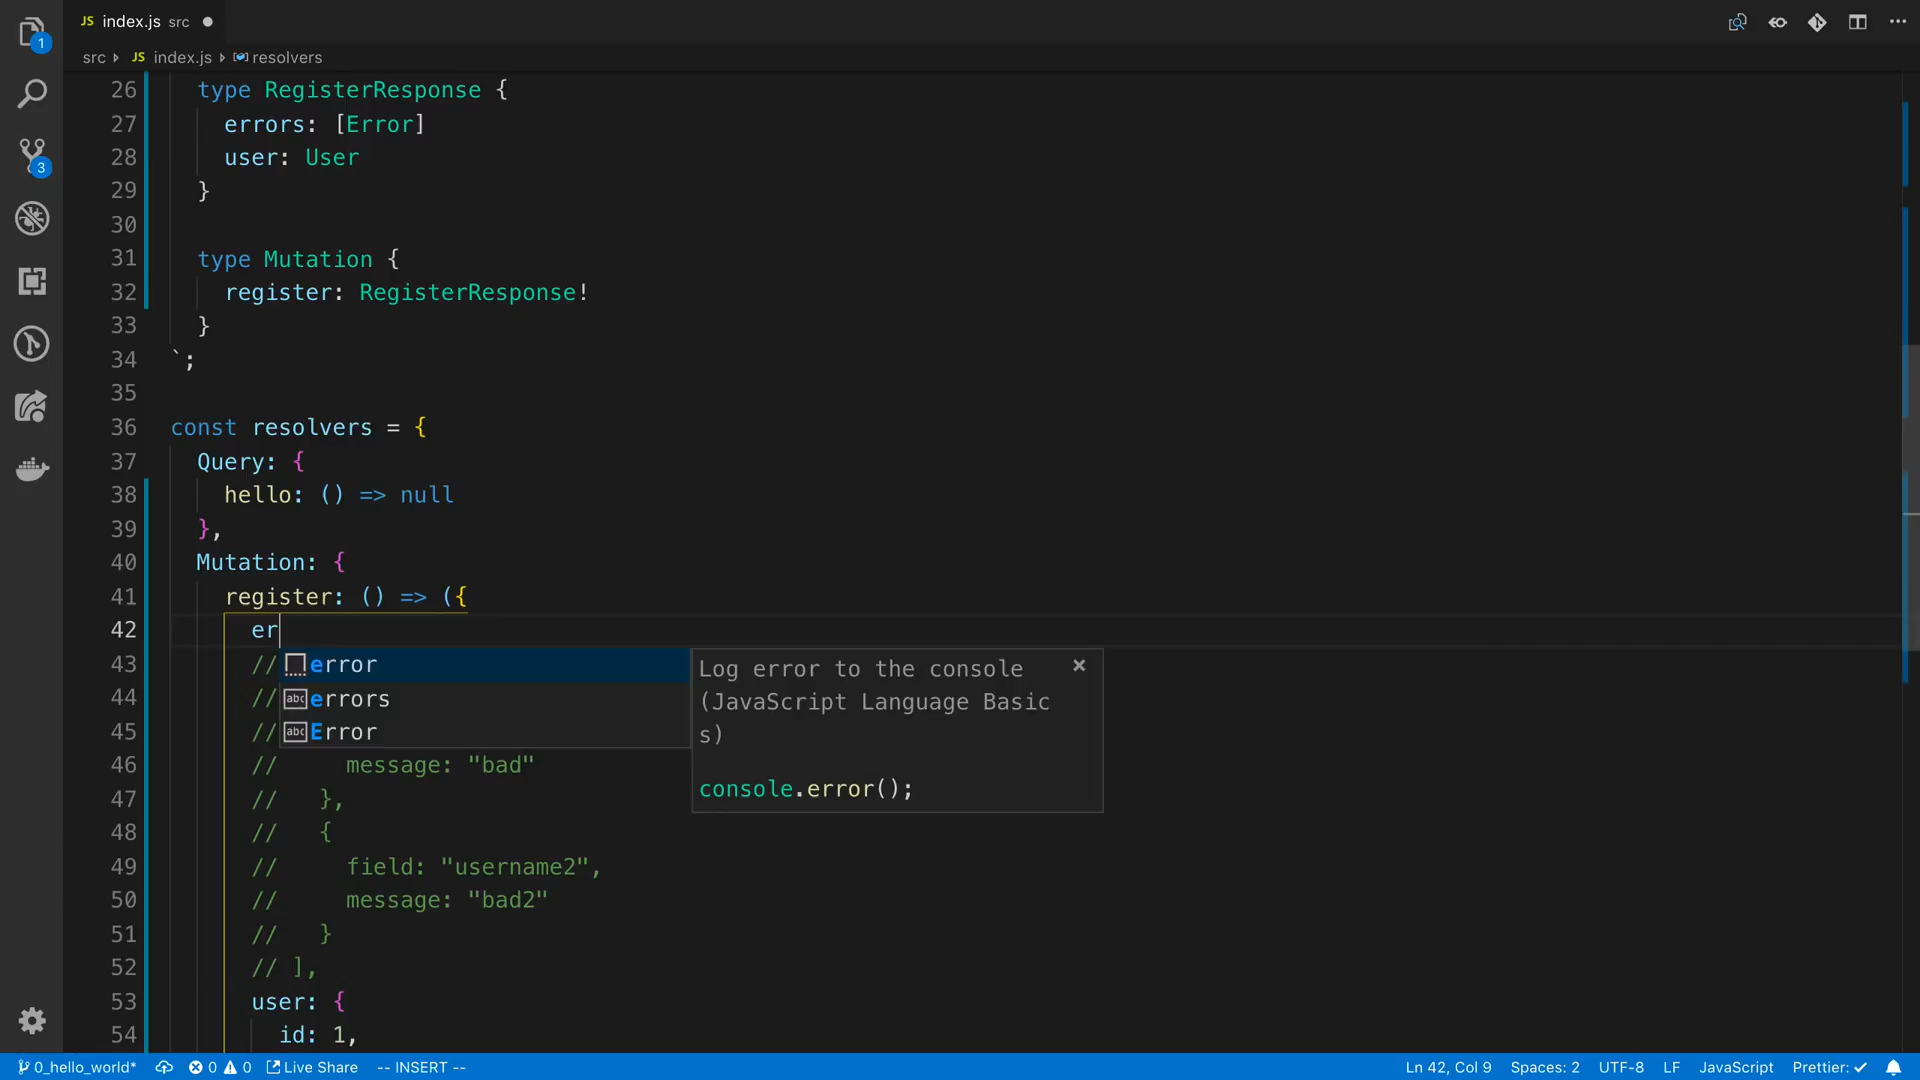 JS index.js src
1
src JS index.js resolvers
26 type RegisterResponse {
27 errors: [Error]
28 user: User
29 }
30
31 type Mutation {
32 register: RegisterResponse!
33 }
34 `;
35
36 const resolvers = {
37 Query: {
38 hello: () => null
39 },
40 Mutation: {
41 register: () => ({
42 er
43 // error
44 // errors
45 // Error
46 // message: "bad"
47 // },
48 // {
49 // field: "username2",
50 // message: "bad2"
51 // }
52 // ],
53 user: {
54 id: 1,
Log error to the console
(JavaScript Language Basic
s)
console.error();
3
0_hello_world* 0 0 Live Share -- INSERT -- Ln 42, Col 9 Spaces: 2 UTF-8 LF JavaScript Prettier: ✓